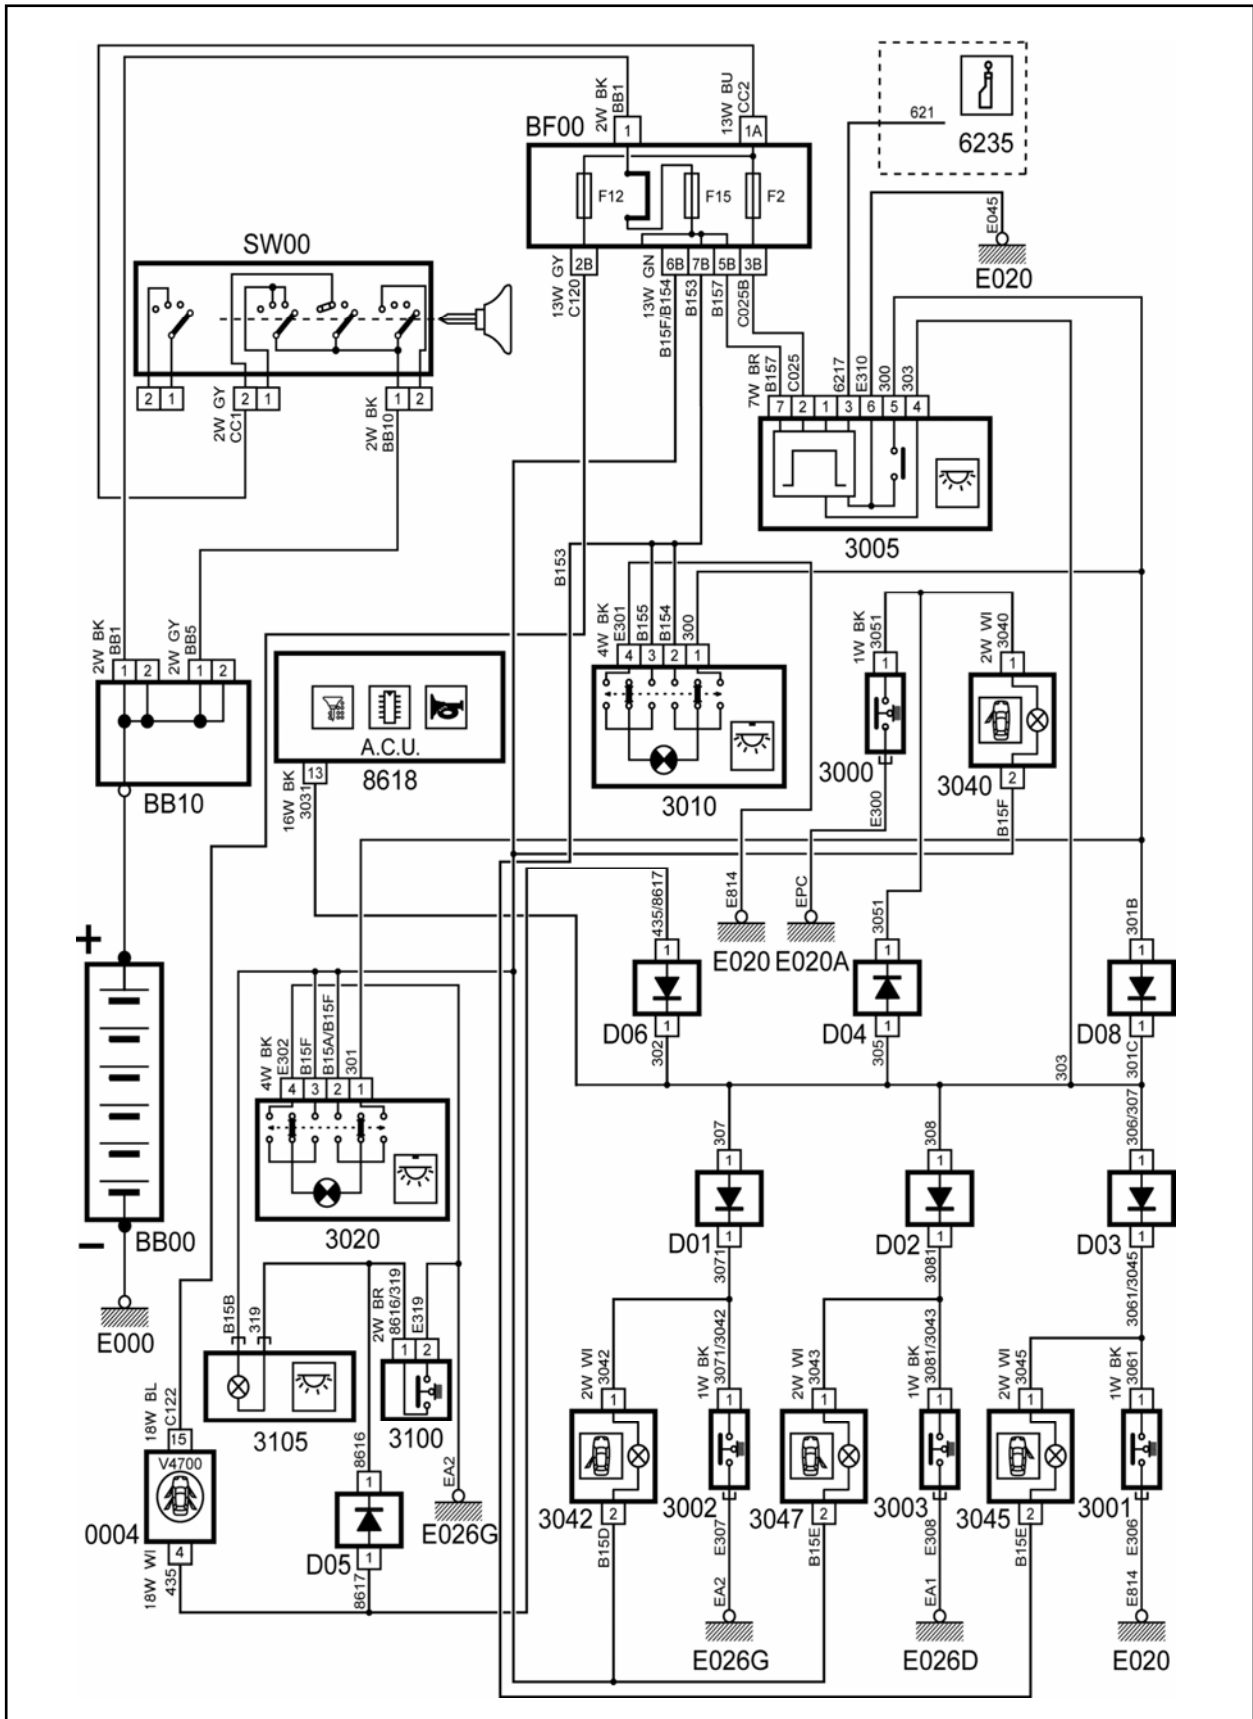 2W BK
BB1
13W BU
CC2
BF00
1
1A
621
6235
F12
F15
F2
E045
E020
SW00
2B
6B
7B
5B
3B
13W GY
C120
13W GN
B15F/B154
B153
B157
C025B
2
1
2
1
1
2
2W GY
CC1
2W BK
BB10
7W BR
B157
C025
6217
E310
300
303
7
2
1
3
6
5
4
3005
B153
2W BK
BB1
2W GY
BB5
1
2
1
2
BB10
A.C.U.
8618
13
16W BK
3031
4W BK
E301
B155
B154
300
4
3
2
1
3010
1W BK
3051
1
3000
E300
2W WI
3040
1
3040
2
B15F
E814
E020
EPC
E020A
435/8617
1
D06
1
302
3051
1
D04
1
305
301B
1
D08
1
301C
303
+
BB00
−
E000
4W BK
E302
B15F
B15A/B15F
301
4
3
2
1
3020
307
1
D01
1
3071
308
1
D02
1
3081
306/307
1
D03
1
3061/3045
B15B
319
3105
2W BR
8616/319
E319
1
2
3100
EA2
E026G
18W BL
C122
15
V4700
0004
4
18W WI
435
8616
1
D05
1
8617
2W WI
3042
1
3042
2
B15D
1W BK
3071/3042
1
3002
E307
EA2
E026G
2W WI
3043
1
3047
2
B15E
1W BK
3081/3043
1
3003
E308
EA1
E026D
2W WI
3045
1
3045
2
B15E
1W BK
3061
1
3001
E306
E814
E020